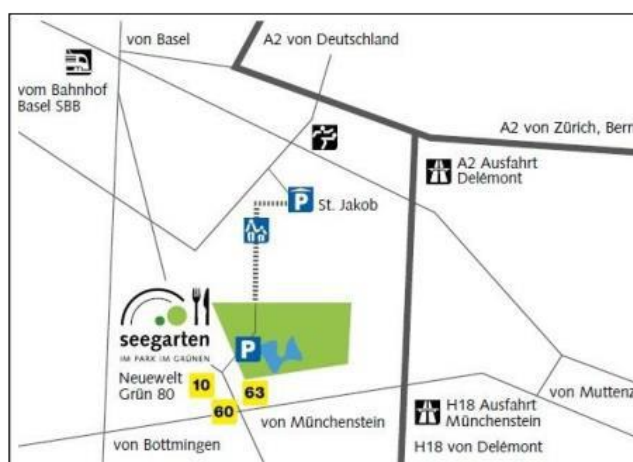 von Basel
A2 von Deutschland
vom Bahnhof
Basel SBB
A2 von Zürich, Bern
A2 Ausfahrt
Delémont
P
St. Jakob
seegarten
IM PARK IM GRÜNEN
P
Neuewelt
Grün 80
10
63
60
von Münchenstein
von Muttenz
H18 Ausfahrt
Münchenstein
von Bottmingen
H18 von Delémont